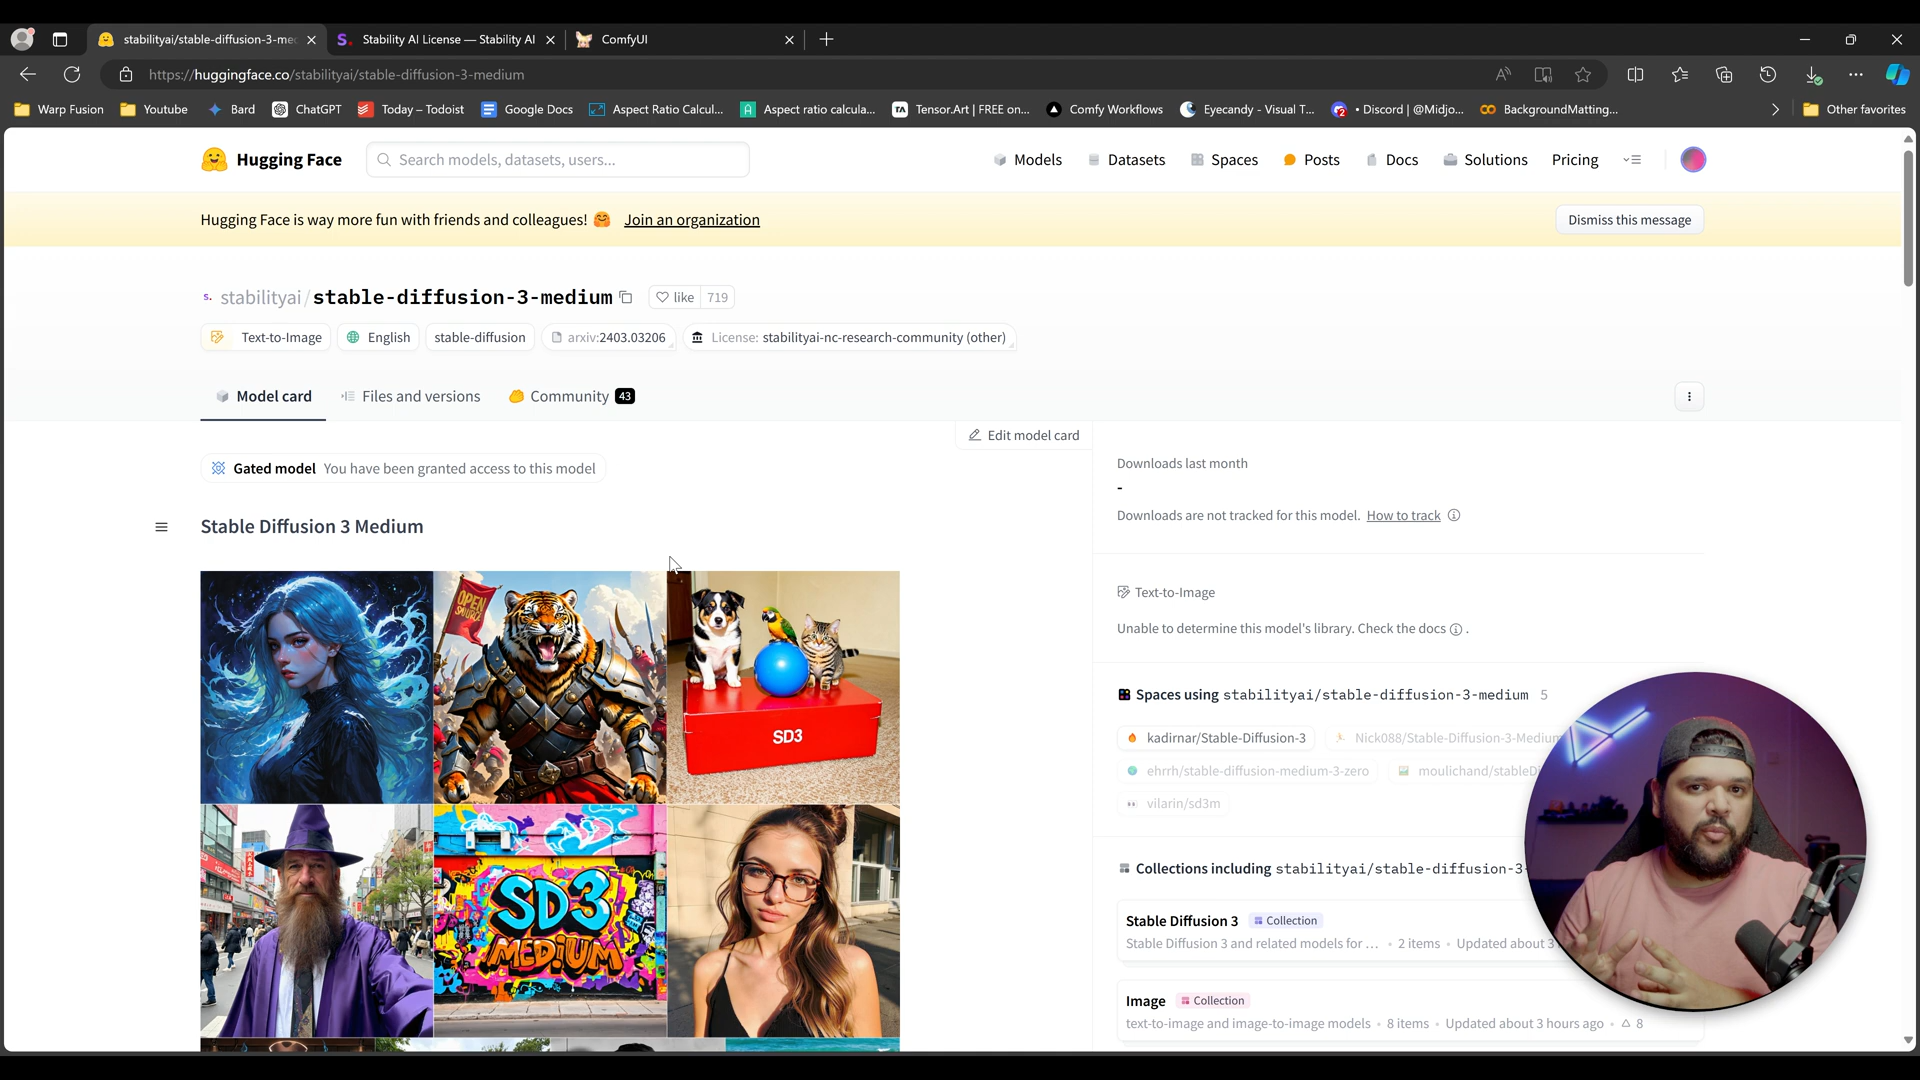 stabilityai/stable-diffusion-3-med
Stability AI License — Stability AI
ComfyUI
https://huggingface.co/stabilityai/stable-diffusion-3-medium
Warp Fusion
Youtube
Bard
ChatGPT
Today – Todoist
Google Docs
Aspect Ratio Calcul...
Aspect ratio calcula...
Tensor.Art | FREE on...
Comfy Workflows
Eyecandy - Visual T...
• Discord | @Midjo...
BackgroundMatting...
Other favorites
Hugging Face
Search models, datasets, users...
Models
Datasets
Spaces
Posts
Docs
Solutions
Pricing
Hugging Face is way more fun with friends and colleagues! 🤗 Join an organization
Dismiss this message
stabilityai/stable-diffusion-3-medium
like 719
Text-to-Image
English
stable-diffusion
arxiv:2403.03206
License: stabilityai-nc-research-community (other)
Model card
Files and versions
Community 43
Edit model card
Gated model You have been granted access to this model
Stable Diffusion 3 Medium
OPEN
SOURCE
SD3
SD3
MEDIUM
Downloads last month
-
Downloads are not tracked for this model. How to track
Text-to-Image
Unable to determine this model's library. Check the docs .
Spaces using stabilityai/stable-diffusion-3-medium 5
kadirnar/Stable-Diffusion-3
Nick088/Stable-Diffusion-3-Medium
ehrrh/stable-diffusion-medium-3-zero
moulichand/stableDi
vilarin/sd3m
Collections including stabilityai/stable-diffusion-3-
Stable Diffusion 3 Collection
Stable Diffusion 3 and related models for ... • 2 items • Updated about 3
Image Collection
text-to-image and image-to-image models • 8 items • Updated about 3 hours ago • △ 8